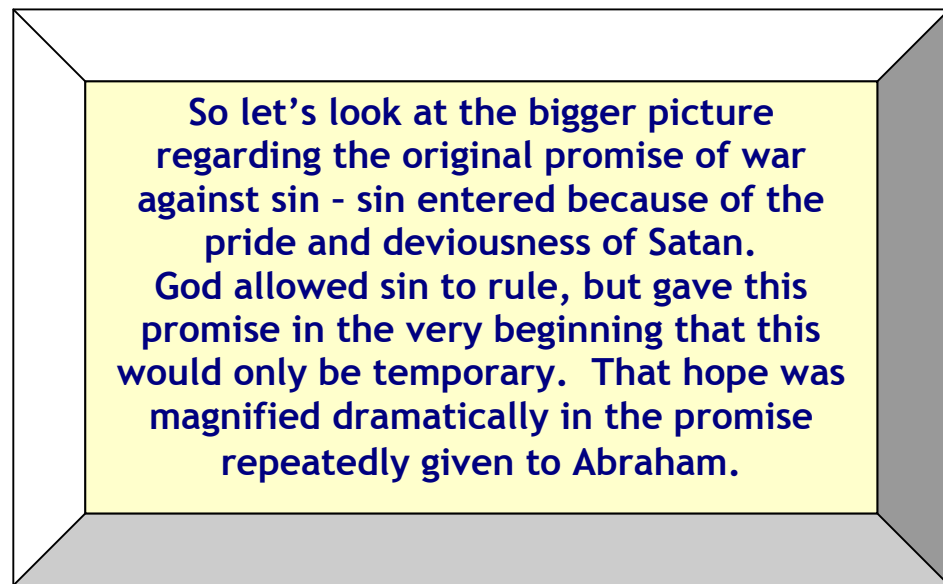 So let’s look at the bigger picture
regarding the original promise of war
against sin – sin entered because of the
pride and deviousness of Satan.
God allowed sin to rule, but gave this
promise in the very beginning that this
would only be temporary.  That hope was
magnified dramatically in the promise
repeatedly given to Abraham.